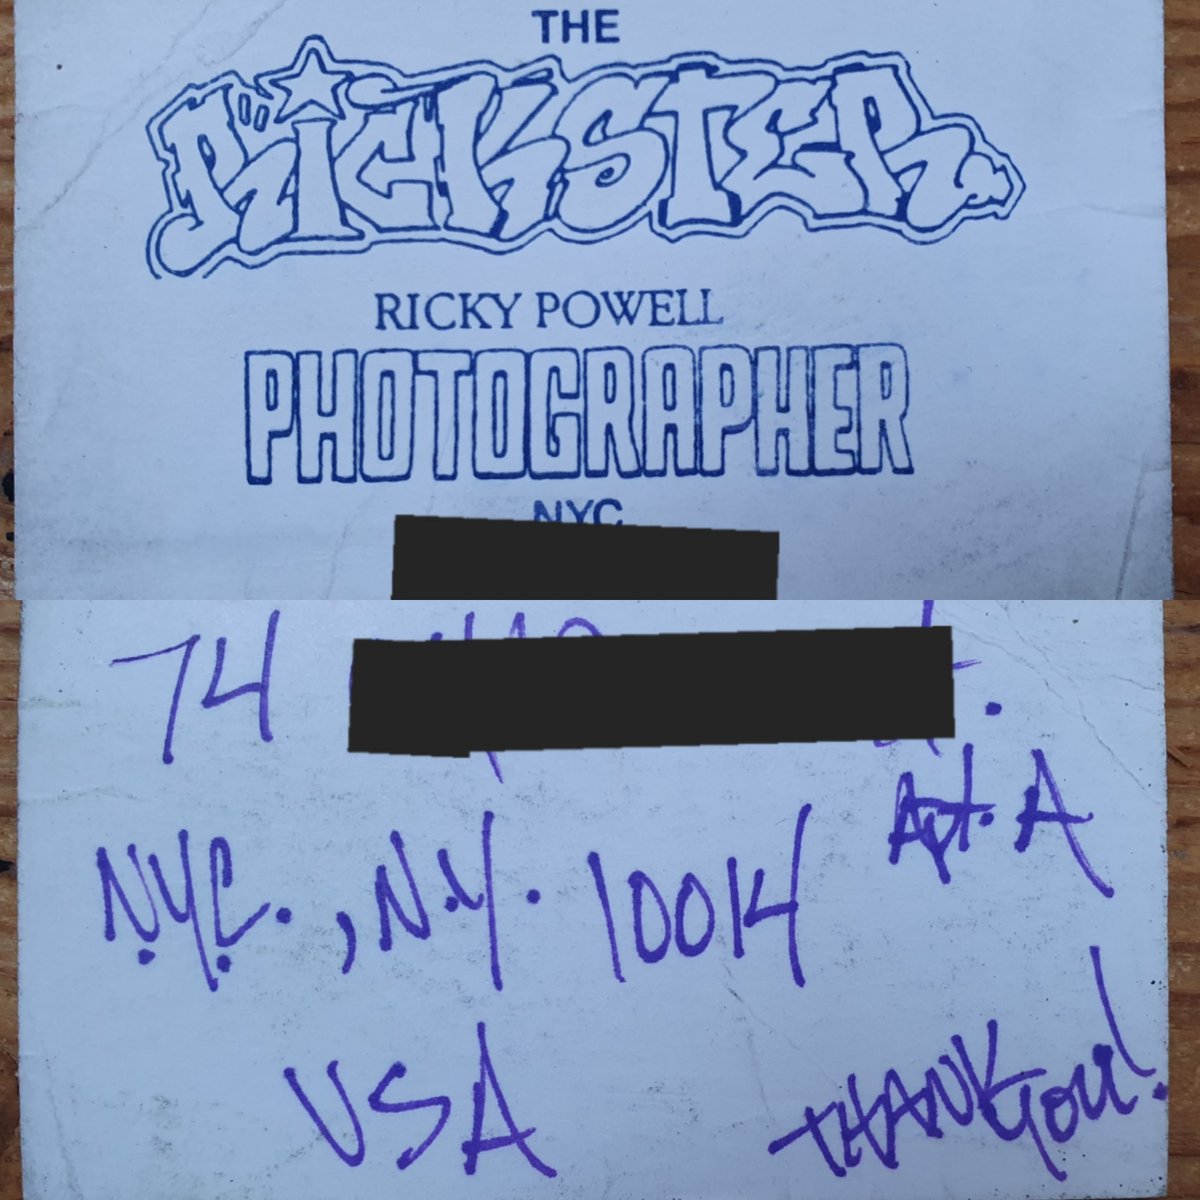 THE
RiCKSTER
RICKY POWELL
PHOTOGRAPHER
NYC
74
Apt. A
N.Y.C., N.Y. 10014
USA
THANK you!